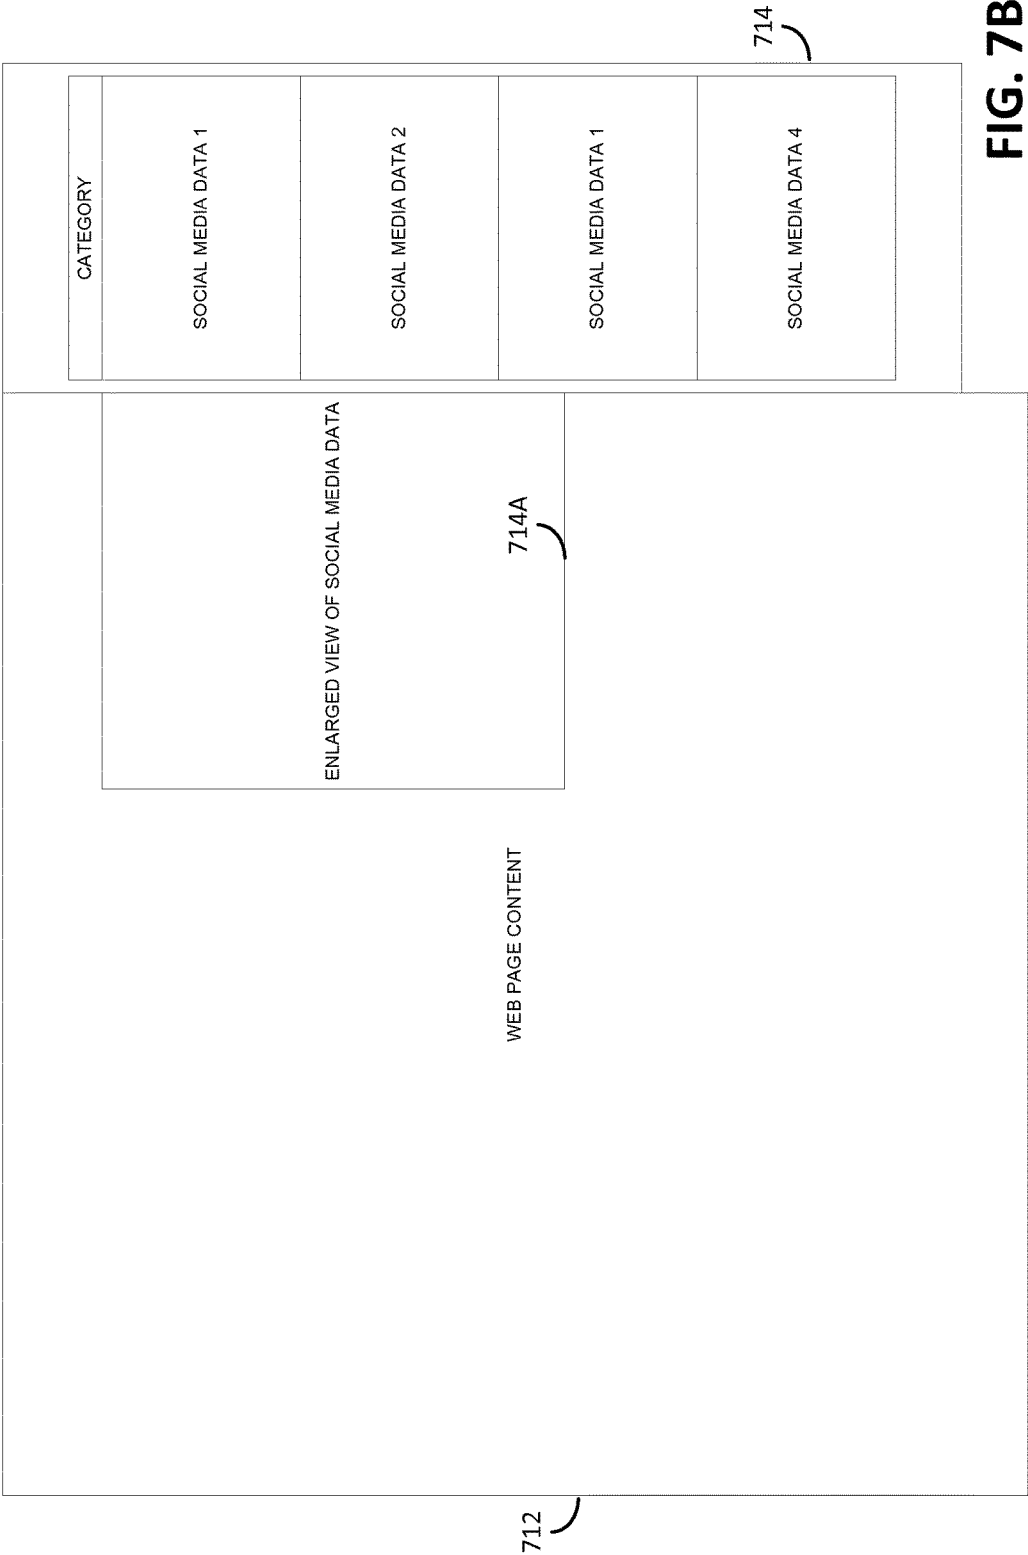 714
CATEGORY
SOCIAL MEDIA DATA 1
SOCIAL MEDIA DATA 2
SOCIAL MEDIA DATA 1
SOCIAL MEDIA DATA 4
ENLARGED VIEW OF SOCIAL MEDIA DATA
714A
WEB PAGE CONTENT
712
FIG. 7B